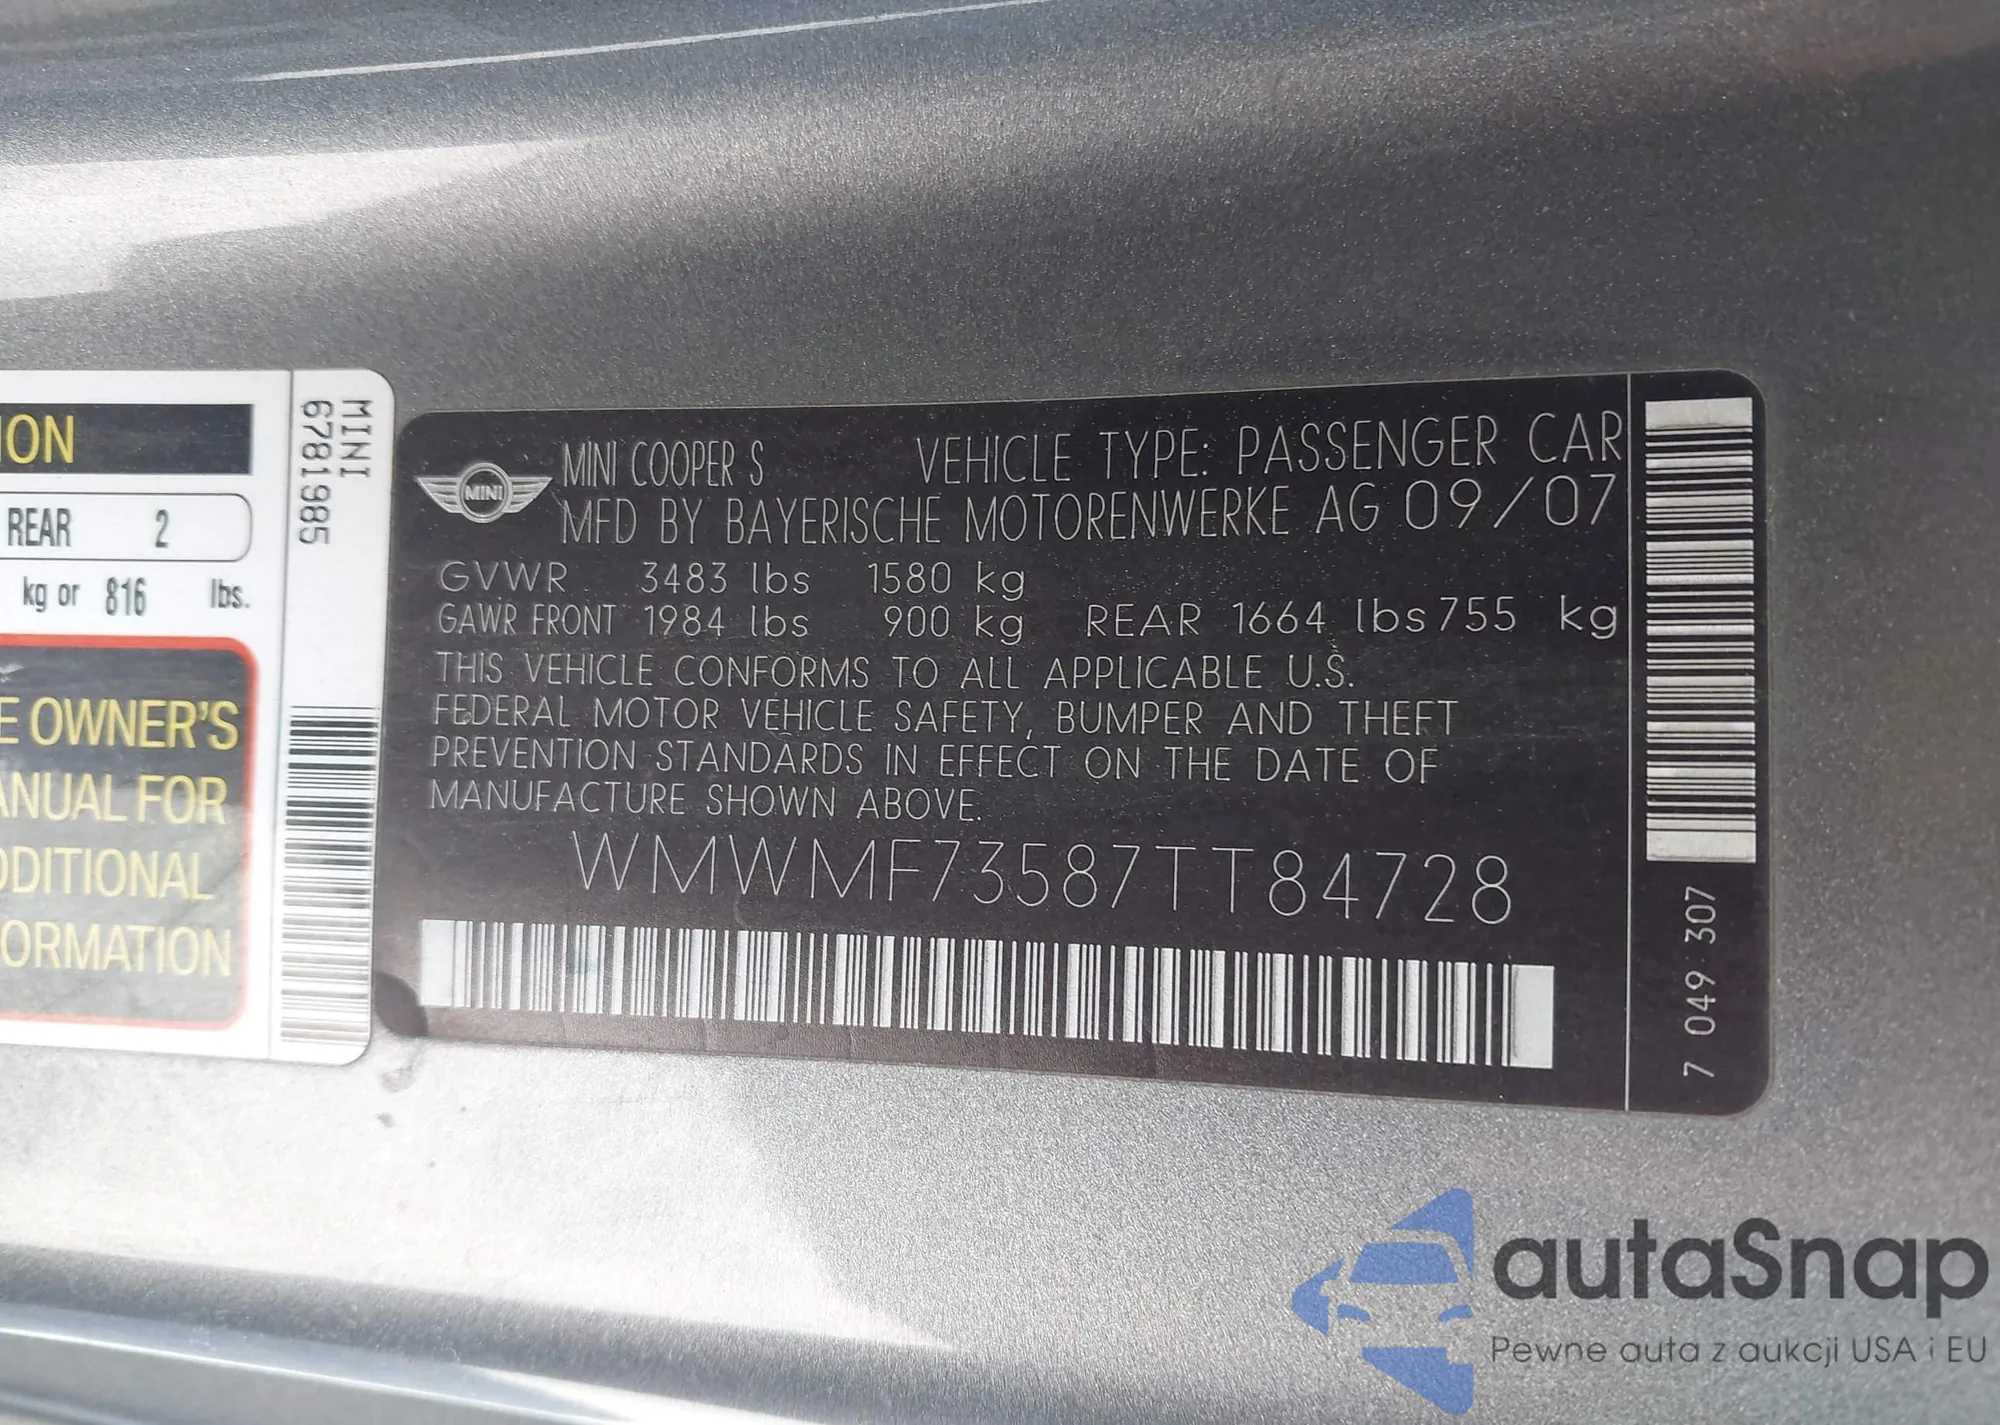 ION
REAR 2
kg or 816 lbs.
E OWNER'S
ANUAL FOR
DDITIONAL
ORMATION
MINI
6781985
MINI
MINI COOPER S VEHICLE TYPE: PASSENGER CAR
MFD BY BAYERISCHE MOTORENWERKE AG 09/07
GVWR 3483 lbs 1580 kg
GAWR FRONT 1984 lbs 900 kg REAR 1664 lbs 755 kg
THIS VEHICLE CONFORMS TO ALL APPLICABLE U.S.
FEDERAL MOTOR VEHICLE SAFETY, BUMPER AND THEFT
PREVENTION STANDARDS IN EFFECT ON THE DATE OF
MANUFACTURE SHOWN ABOVE.
WMWMF73587TT84728
7 049 307
autaSnap
Pewne auta z aukcji USA i EU